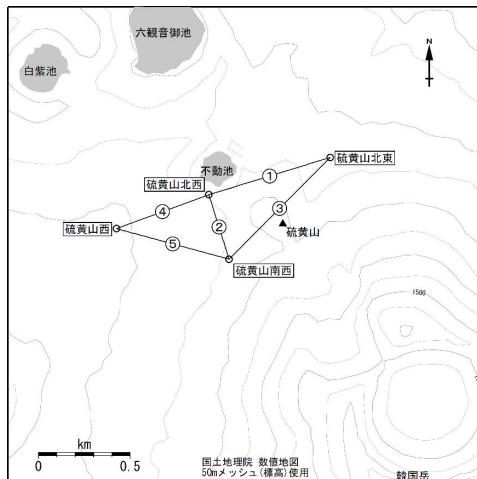 六観音御池
白紫池
N
不動池
硫黄山北東
①
硫黄山北西
③
④
②
硫黄山
硫黄山西
⑤
硫黄山南西
1500
km
0
0.5
国土地理院 数値地図
50mメッシュ(標高)使用
韓国岳